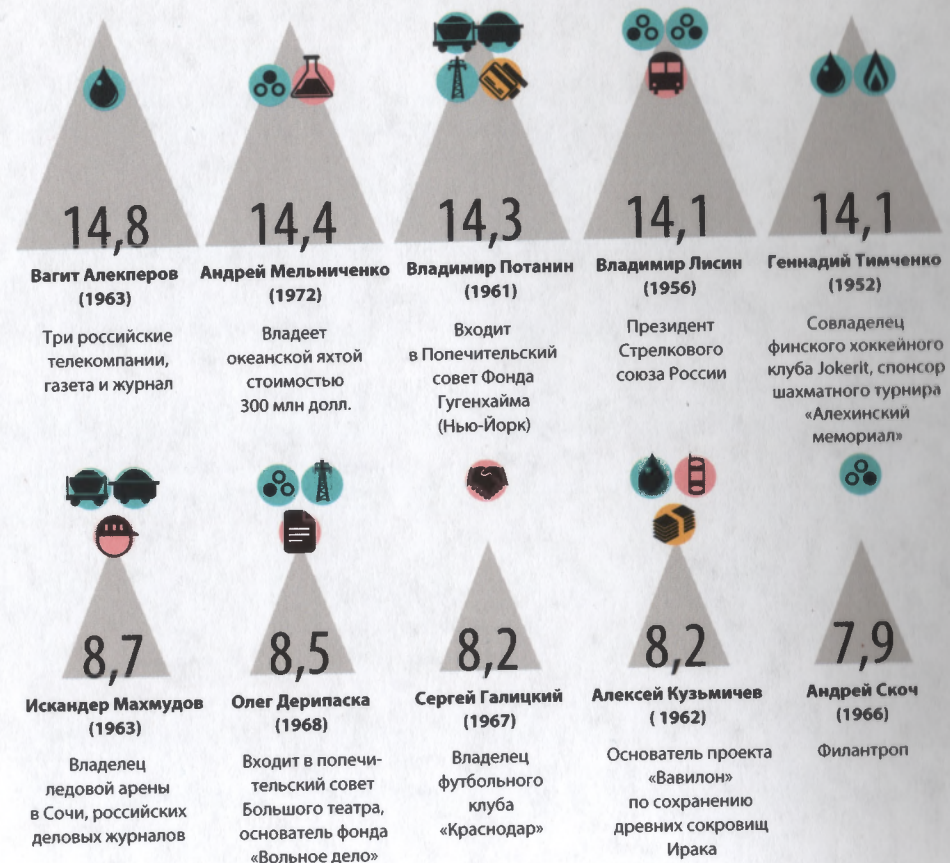 14,8
Вагит Алекперов
(1963)
Три российские
телекомпании,
газета и журнал
14,4
Андрей Мельниченко
(1972)
Владеет
океанской яхтой
стоимостью
300 млн долл.
14,3
Владимир Потанин
(1961)
Входит
в Попечительский
совет Фонда
Гугенхайма
(Нью-Йорк)
14,1
Владимир Лисин
(1956)
Президент
Стрелкового
союза России
14,1
Геннадий Тимченко
(1952)
Совладелец
финского хоккейного
клуба Jokerit, спонсор
шахматного турнира
«Алехинский
мемориал»
8,7
Искандер Махмудов
(1963)
Владелец
ледовой арены
в Сочи, российских
деловых журналов
8,5
Олег Дерипаска
(1968)
Входит в попечи-
тельский совет
Большого театра,
основатель фонда
«Вольное дело»
8,2
Сергей Галицкий
(1967)
Владелец
футбольного
клуба
«Краснодар»
8,2
Алексей Кузьмичев
( 1962)
Основатель проекта
«Вавилон»
по сохранению
древних сокровищ
Ирака
7,9
Андрей Скоч
(1966)
Филантроп